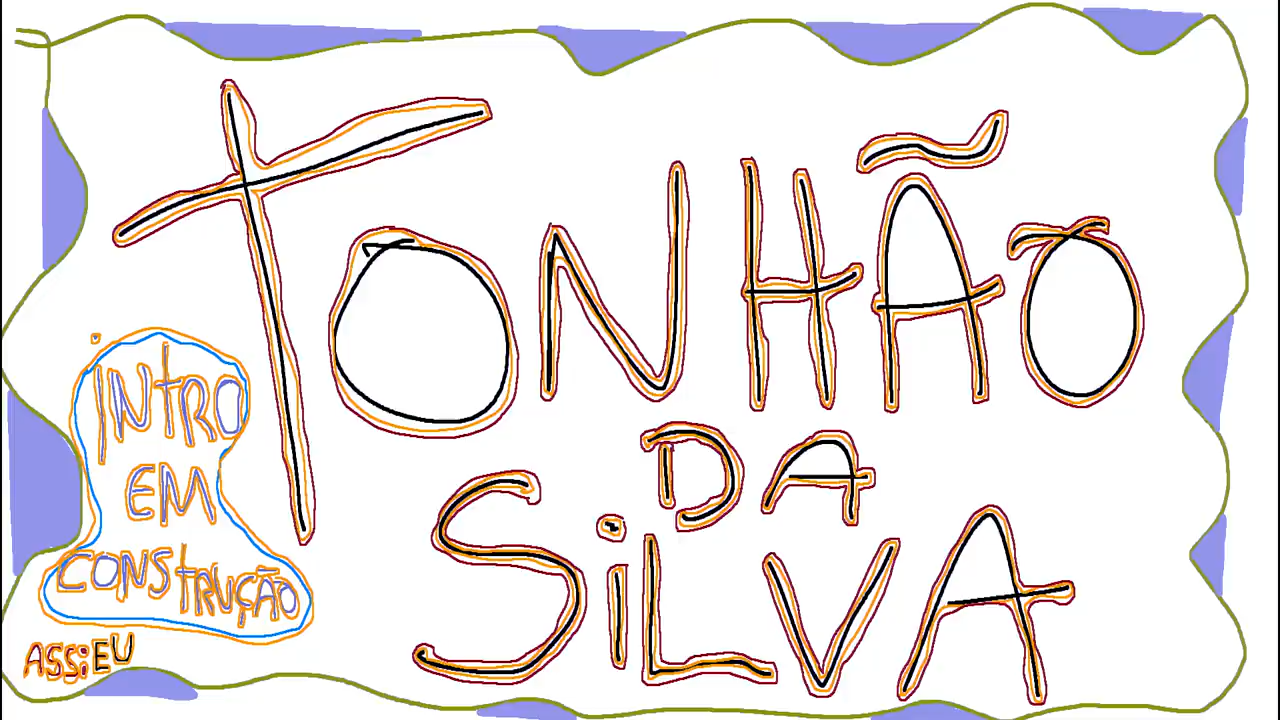 TONHÃO
DA
SiLVA
iNTRO
EM
CONSTRUÇÃO
ASS:EU